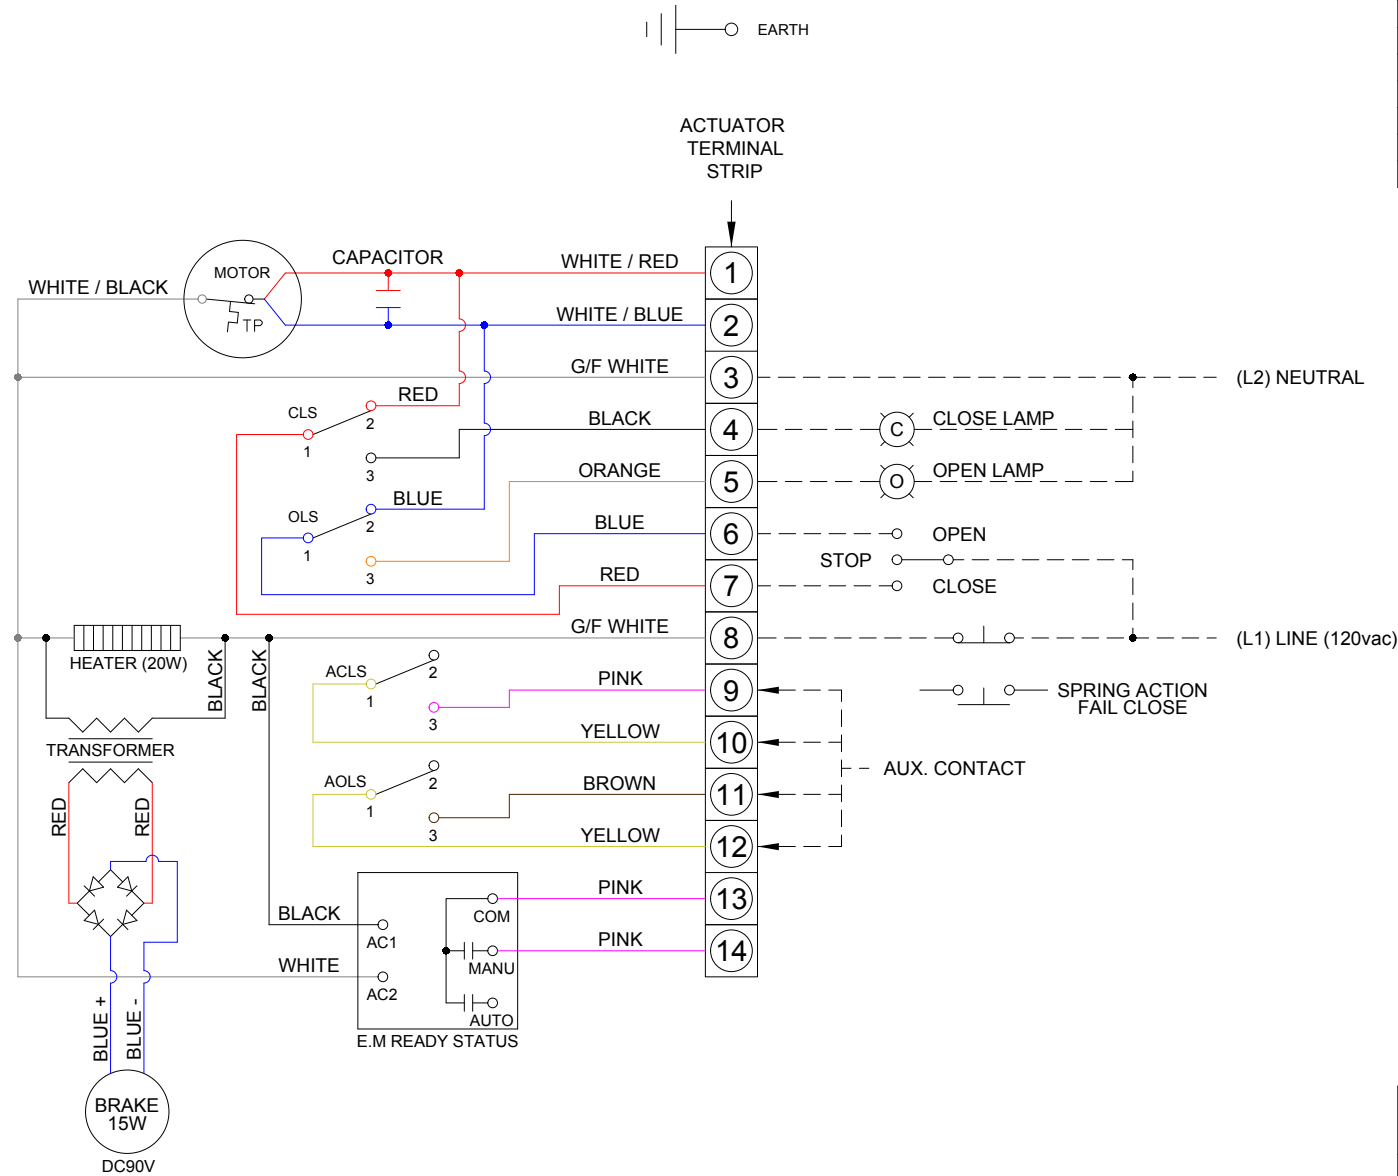 EARTH
ACTUATOR
TERMINAL
STRIP
MOTOR
TP
CAPACITOR
WHITE / BLACK
WHITE / RED
1
WHITE / BLUE
2
G/F WHITE
3
(L2) NEUTRAL
CLS
1
RED
2
3
BLACK
4
C
CLOSE LAMP
ORANGE
5
O
OPEN LAMP
OLS
1
BLUE
2
3
BLUE
6
OPEN
STOP
RED
7
CLOSE
G/F WHITE
8
(L1) LINE (120vac)
HEATER (20W)
BLACK
BLACK
ACLS
1
2
3
PINK
9
SPRING ACTION
FAIL CLOSE
YELLOW
10
TRANSFORMER
AUX. CONTACT
RED
RED
AOLS
1
2
3
BROWN
11
YELLOW
12
BLACK
AC1
COM
PINK
13
WHITE
AC2
MANU
PINK
14
AUTO
E.M READY STATUS
BLUE +
BLUE -
BRAKE
15W
DC90V